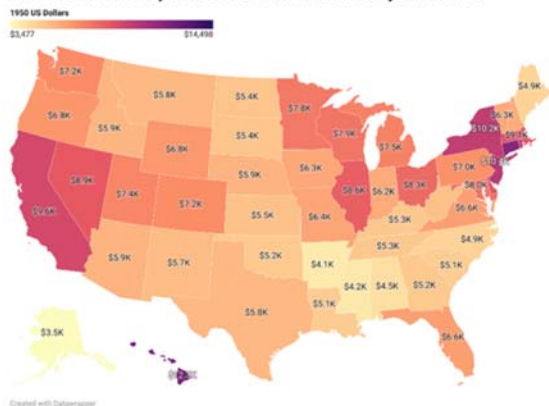 1950 US Dollars
$3,477 $14,498
$7.2K
$5.8K
$5.4K
$7.8K
$4.9K
$6.8K
$5.9K
$5.4K
$7.9K
$7.5K
$10.2K
$6.3K
$9.1K
$6.8K
$5.9K
$6.3K
$7.0K
$9.6K
$8.9K
$7.4K
$7.2K
$5.5K
$6.4K
$8.6K
$6.2K
$8.3K
$6.6K
$8.0K
$5.3K
$5.9K
$5.7K
$5.2K
$4.1K
$5.3K
$4.9K
$5.8K
$5.1K
$4.2K
$4.5K
$5.2K
$5.1K
$3.5K
$6.6K
Created with Datawrapper